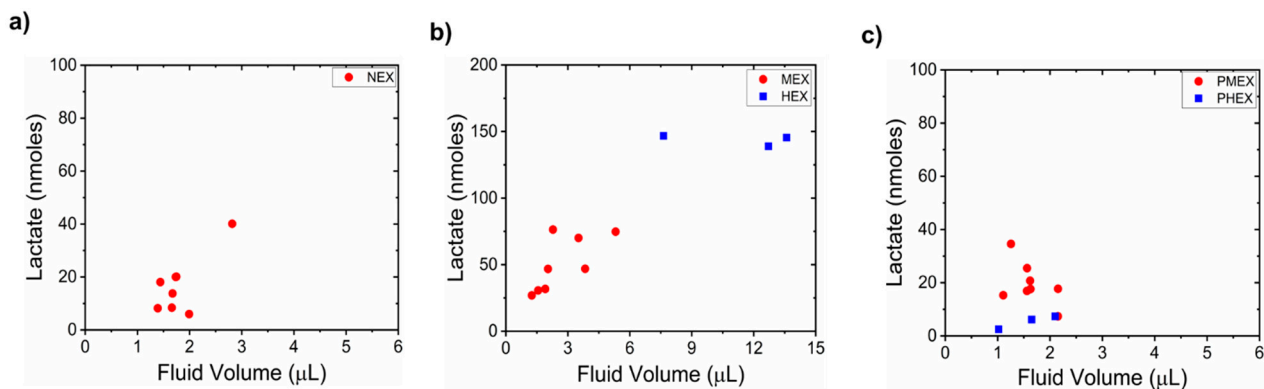 a)
100
80
60
40
20
0
Lactate (nmoles)
NEX
0 1 2 3 4 5 6
Fluid Volume (μL)
b)
200
150
100
50
0
Lactate (nmoles)
MEX
HEX
0 3 6 9 12 15
Fluid Volume (μL)
c)
100
80
60
40
20
0
Lactate (nmoles)
PMEX
PHEX
0 1 2 3 4 5 6
Fluid Volume (μL)